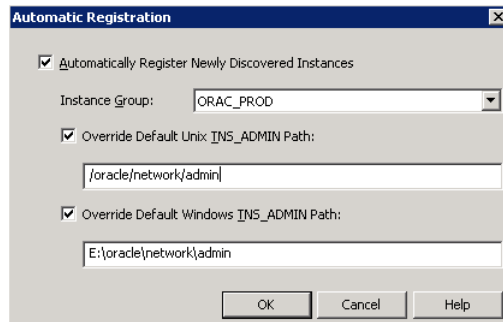 Automatic Registration
Automatically Register Newly Discovered Instances
Instance Group: ORAC_PROD
Override Default Unix TNS_ADMIN Path:
/oracle/network/admin
Override Default Windows TNS_ADMIN Path:
E:\oracle\network\admin
OK Cancel Help